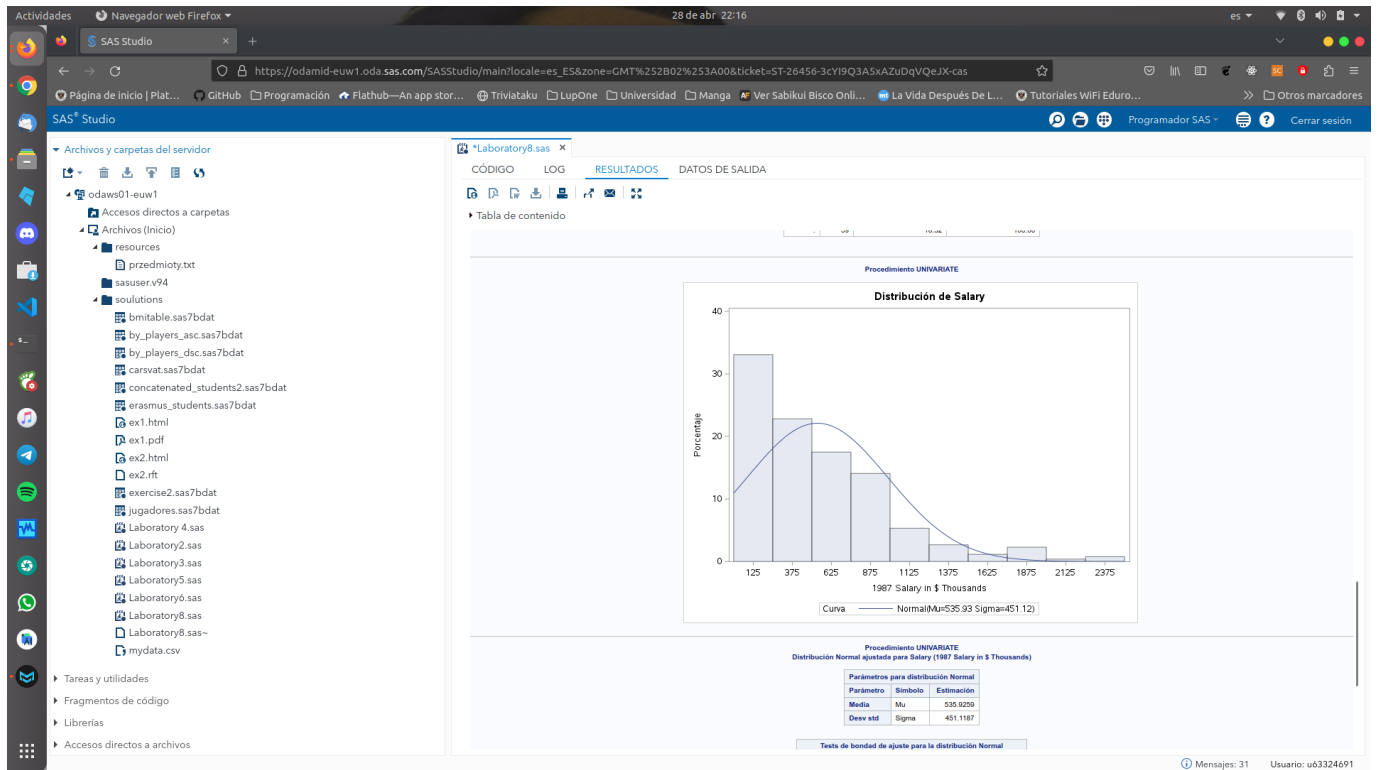 Actividades
Navegador web Firefox
28 de abr 22:16
es
SAS Studio
https://odamid-euw1.oda.sas.com/SASStudio/main?locale=es_ES&zone=GMT%252B02%253A00&ticket=ST-26456-3cYI9Q3A5xAZuDqVQeJX-cas
Página de inicio | Plat...
GitHub
Programación
Flathub—An app stor...
Triviataku
LupOne
Universidad
Manga
Ver Sabikui Bisco Onli...
La Vida Después De L...
Tutoriales WiFi Eduro...
Otros marcadores
SAS® Studio
Programador SAS
Cerrar sesión
Archivos y carpetas del servidor
odaws01-euw1
Accesos directos a carpetas
Archivos (Inicio)
resources
przedmioty.txt
sasuser.v94
soulutions
bmitable.sas7bdat
by_players_asc.sas7bdat
by_players_dsc.sas7bdat
carsvat.sas7bdat
concatenated_students2.sas7bdat
erasmus_students.sas7bdat
ex1.html
ex1.pdf
ex2.html
ex2.rft
exercise2.sas7bdat
jugadores.sas7bdat
Laboratory 4.sas
Laboratory2.sas
Laboratory3.sas
Laboratory5.sas
Laboratory6.sas
Laboratory8.sas
Laboratory8.sas~
mydata.csv
Tareas y utilidades
Fragmentos de código
Librerías
Accesos directos a archivos
*Laboratory8.sas
CÓDIGO
LOG
RESULTADOS
DATOS DE SALIDA
Tabla de contenido
Procedimiento UNIVARIATE
Distribución de Salary
40
30
20
10
0
Porcentaje
125 375 625 875 1125 1375 1625 1875 2125 2375
1987 Salary in $ Thousands
Curva Normal(Mu=535.93 Sigma=451.12)
Procedimiento UNIVARIATE
Distribución Normal ajustada para Salary (1987 Salary in $ Thousands)
Parámetros para distribución Normal
Parámetro Símbolo Estimación
Media Mu 535.9259
Desv std Sigma 451.1187
Tests de bondad de ajuste para la distribución Normal
Mensajes: 31
Usuario: u63324691